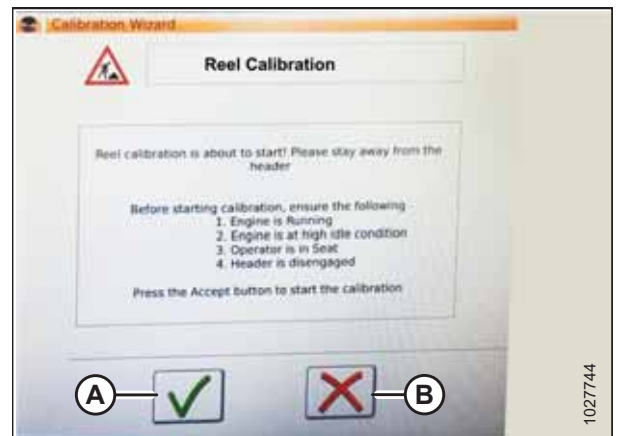 Calibration Wizard
Reel Calibration
Reel calibration is about to start! Please stay away from the
header
Before starting calibration, ensure the following
1. Engine is Running
2. Engine is at high idle condition
3. Operator is in Seat
4. Header is disengaged
Press the Accept button to start the calibration
A
B
1027744